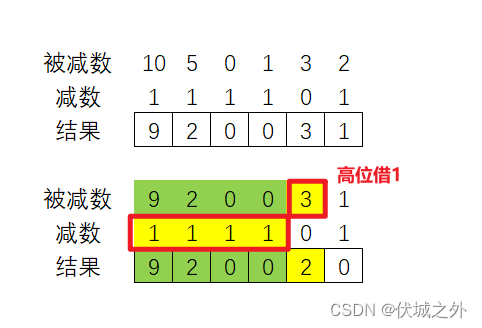 被减数 10 5 0 1 3 2
减数 1 1 1 1 0 1
结果 9 2 0 0 3 1
高位借1
被减数 9 2 0 0 3 1
减数 1 1 1 1 0 1
结果 9 2 0 0 2 0
CSDN @伏城之外